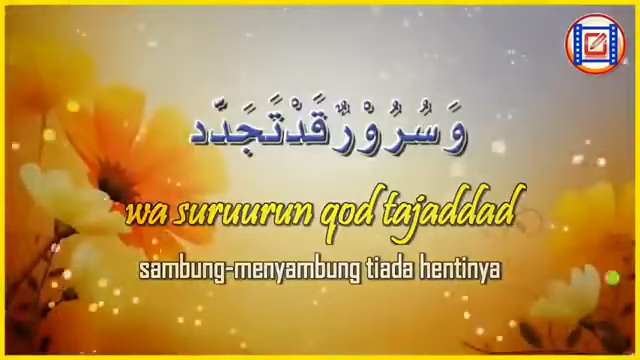 وَسُرُوْرٌ قَدْ تَجَدَّد
wa suruurun qod tajaddad
sambung-menyambung tiada hentinya